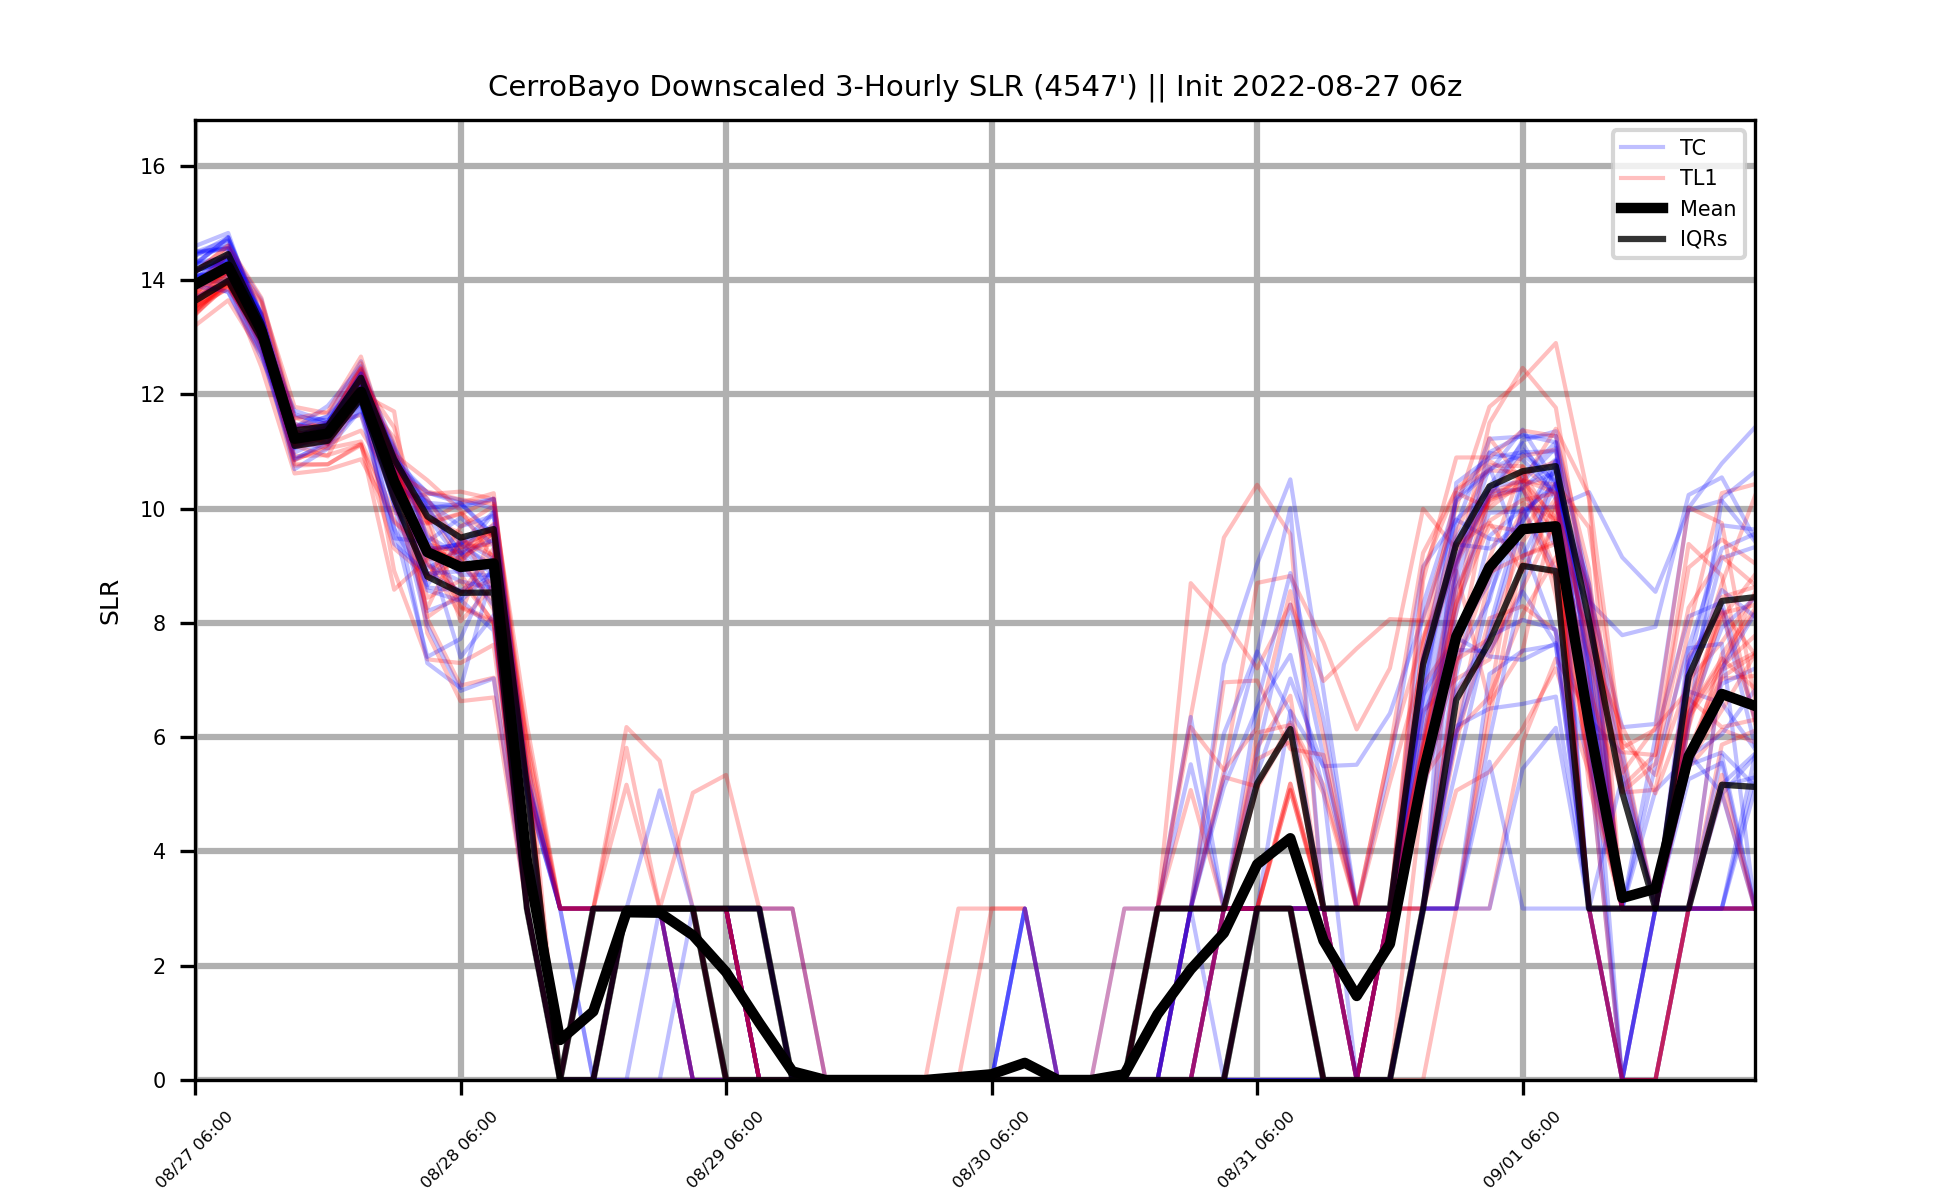 CerroBayo Downscaled 3-Hourly SLR (4547') || Init 2022-08-27 06z
TC
TL1
Mean
IQRs
SLR
16
14
12
10
8
6
4
2
0
08/27 06:00
08/28 06:00
08/29 06:00
08/30 06:00
08/31 06:00
09/01 06:00